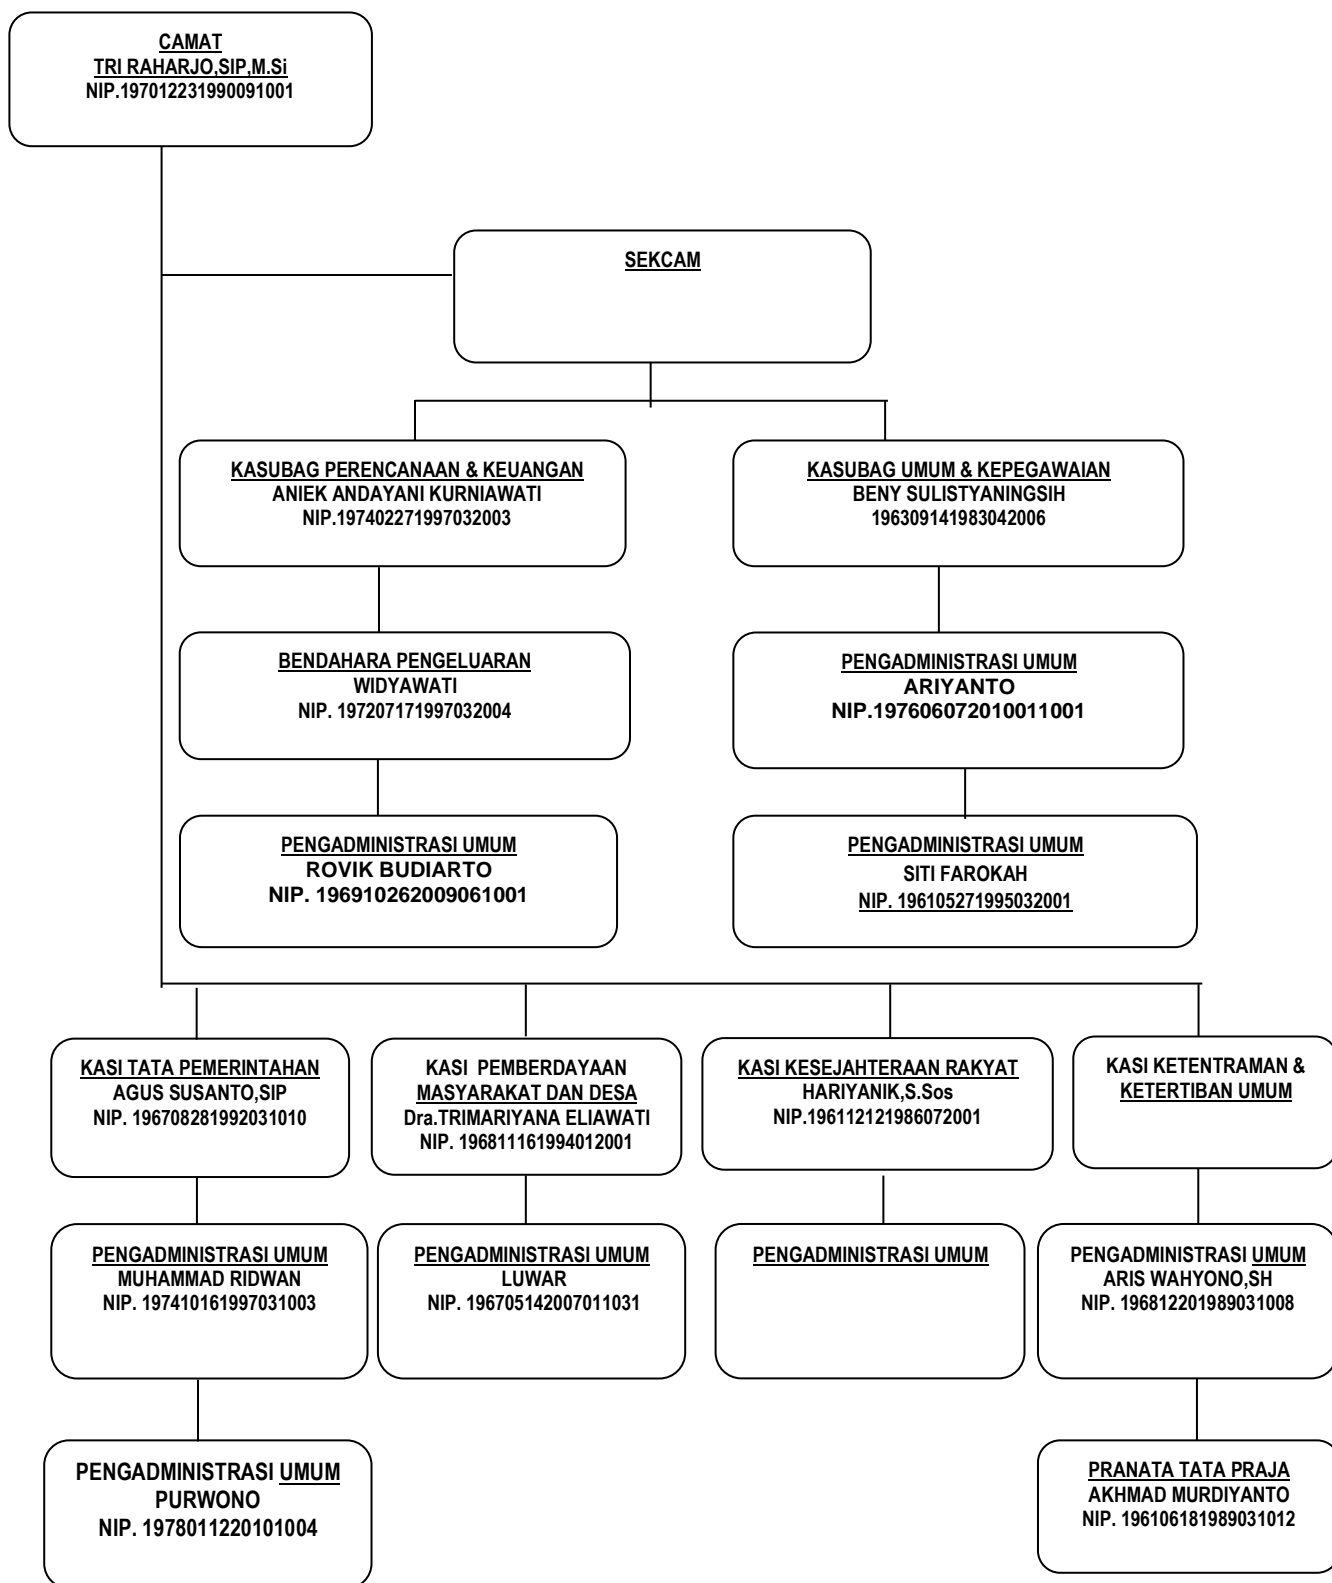 CAMAT
TRI RAHARJO,SIP,M.Si
NIP.197012231990091001
SEKCAM
KASUBAG PERENCANAAN & KEUANGAN
ANIEK ANDAYANI KURNIAWATI
NIP.197402271997032003
KASUBAG UMUM & KEPEGAWAIAN
BENY SULISTYANINGSIH
196309141983042006
BENDAHARA PENGELUARAN
WIDYAWATI
NIP. 197207171997032004
PENGADMINISTRASI UMUM
ARIYANTO
NIP.197606072010011001
PENGADMINISTRASI UMUM
ROVIK BUDIARTO
NIP. 196910262009061001
PENGADMINISTRASI UMUM
SITI FAROKAH
NIP. 196105271995032001
KASI TATA PEMERINTAHAN
AGUS SUSANTO,SIP
NIP. 196708281992031010
KASI PEMBERDAYAAN
MASYARAKAT DAN DESA
Dra.TRIMARIYANA ELIAWATI
NIP. 196811161994012001
KASI KESEJAHTERAAN RAKYAT
HARIYANIK,S.Sos
NIP.196112121986072001
KASI KETENTRAMAN &
KETERTIBAN UMUM
PENGADMINISTRASI UMUM
MUHAMMAD RIDWAN
NIP. 197410161997031003
PENGADMINISTRASI UMUM
LUWAR
NIP. 196705142007011031
PENGADMINISTRASI UMUM
PENGADMINISTRASI UMUM
ARIS WAHYONO,SH
NIP. 196812201989031008
PENGADMINISTRASI UMUM
PURWONO
NIP. 1978011220101004
PRANATA TATA PRAJA
AKHMAD MURDIYANTO
NIP. 196106181989031012